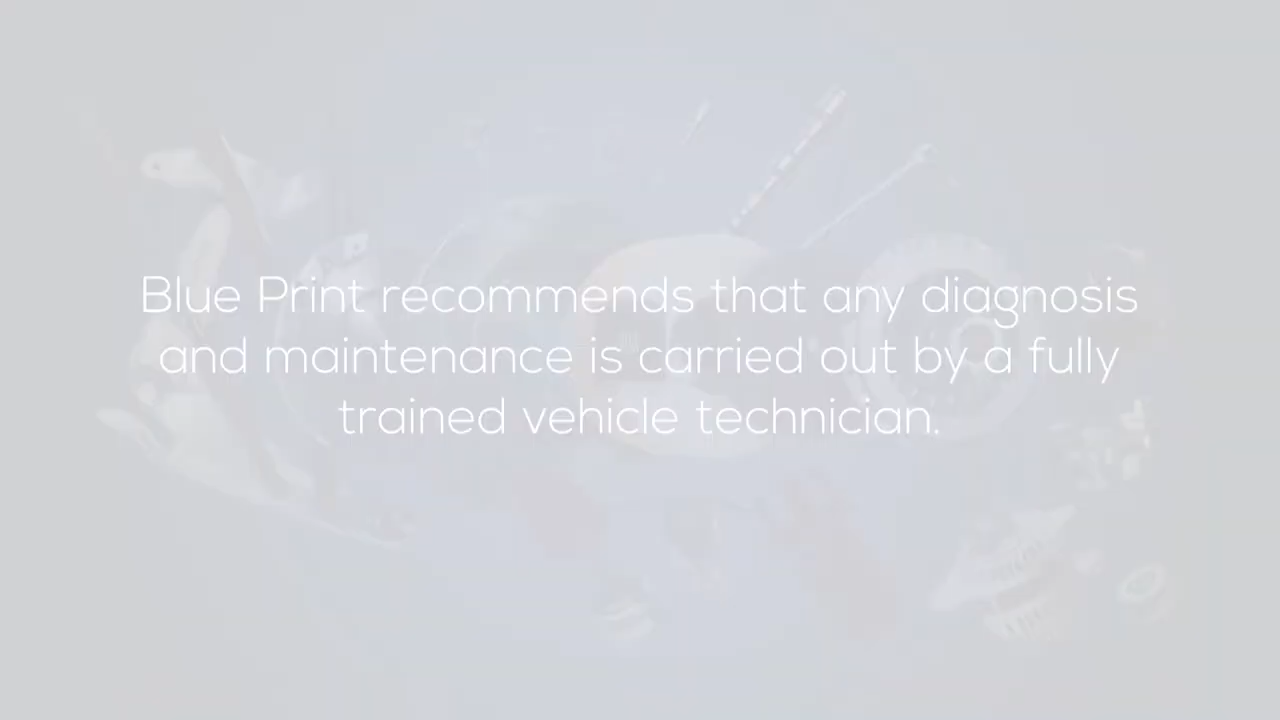 Blue Print recommends that any diagnosis
and maintenance is carried out by a fully
trained vehicle technician.